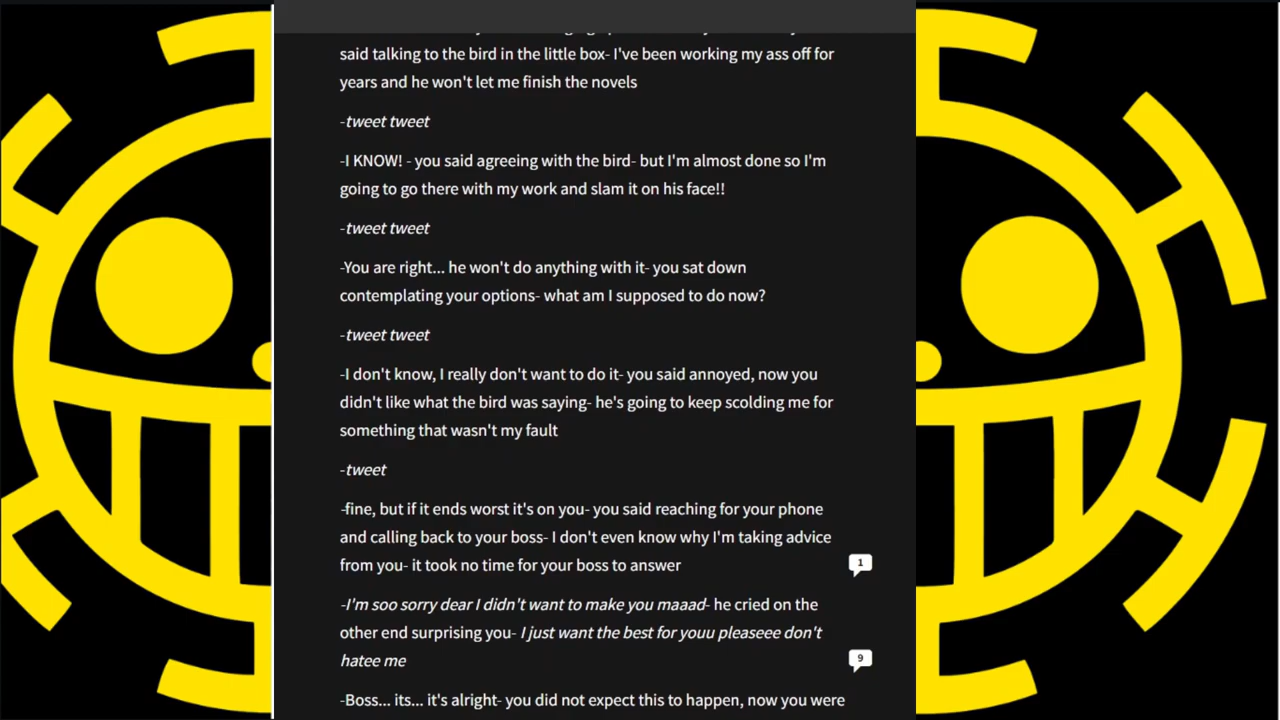 said talking to the bird in the little box- I've been working my ass off for
years and he won't let me finish the novels
-tweet tweet
-I KNOW! - you said agreeing with the bird- but I'm almost done so I'm
going to go there with my work and slam it on his face!!
-tweet tweet
-You are right... he won't do anything with it- you sat down
contemplating your options- what am I supposed to do now?
-tweet tweet
-I don't know, I really don't want to do it- you said annoyed, now you
didn't like what the bird was saying- he's going to keep scolding me for
something that wasn't my fault
-tweet
-fine, but if it ends worst it's on you- you said reaching for your phone
and calling back to your boss- I don't even know why I'm taking advice
from you- it took no time for your boss to answer
1
-I'm soo sorry dear I didn't want to make you maaad- he cried on the
other end surprising you- I just want the best for youu pleaseee don't
hatee me
9
-Boss... its... it's alright- you did not expect this to happen, now you were